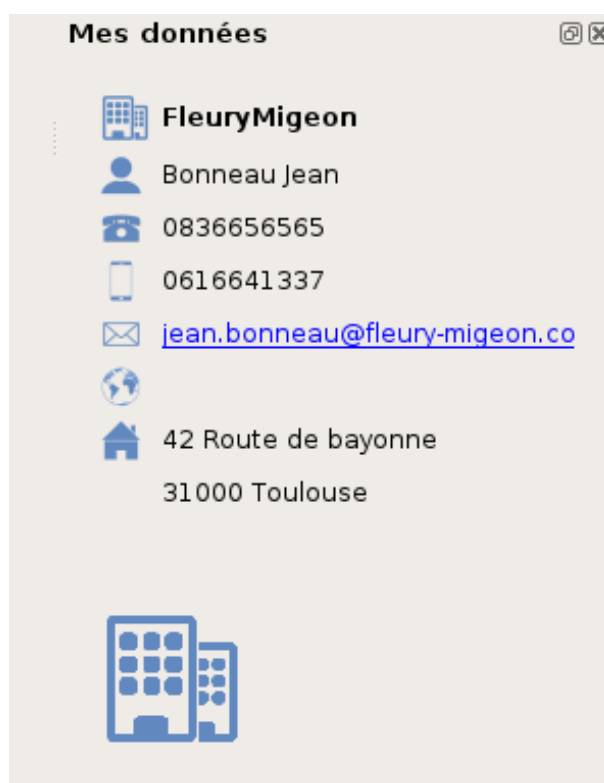 Mes données
FleuryMigeon
Bonneau Jean
0836656565
0616641337
jean.bonneau@fleury-migeon.co
42 Route de bayonne
31000 Toulouse